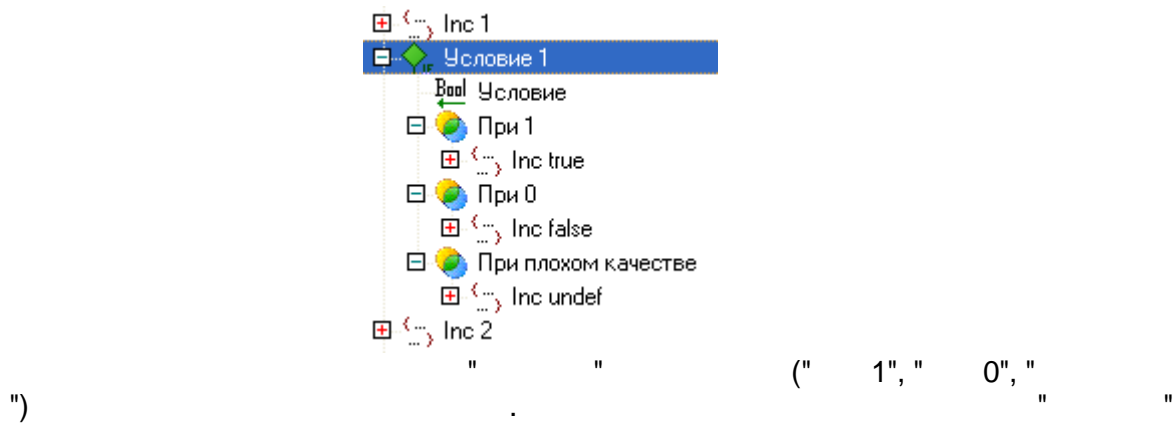 Inc 1
Условие 1
Bool Условие
При 1
Inc true
При 0
Inc false
При плохом качестве
Inc undef
Inc 2
" " (" 1", " 0", "
") . " "